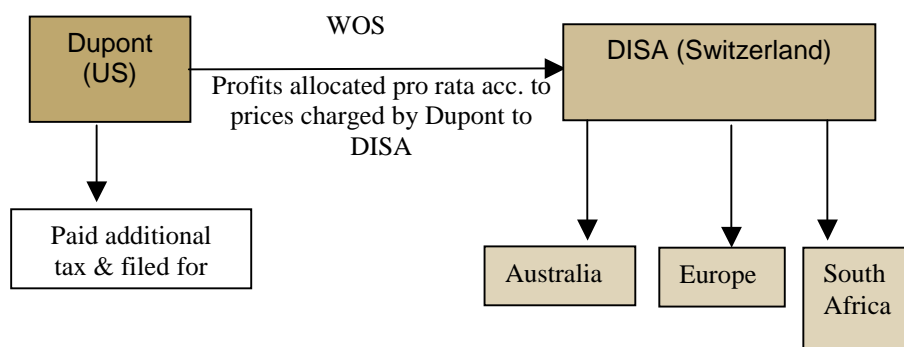 Dupont
(US)
WOS
DISA (Switzerland)
Profits allocated pro rata acc. to
prices charged by Dupont to
DISA
Paid additional
tax & filed for
Australia
Europe
South
Africa